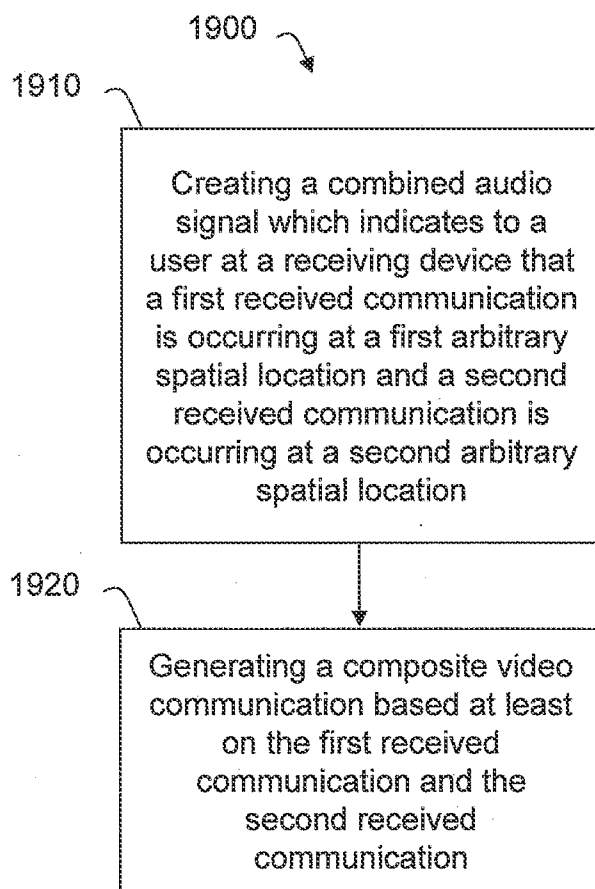 1900
1910
Creating a combined audio
signal which indicates to a
user at a receiving device that
a first received communication
is occurring at a first arbitrary
spatial location and a second
received communication is
occurring at a second arbitrary
spatial location
1920
Generating a composite video
communication based at least
on the first received
communication and the
second received
communication